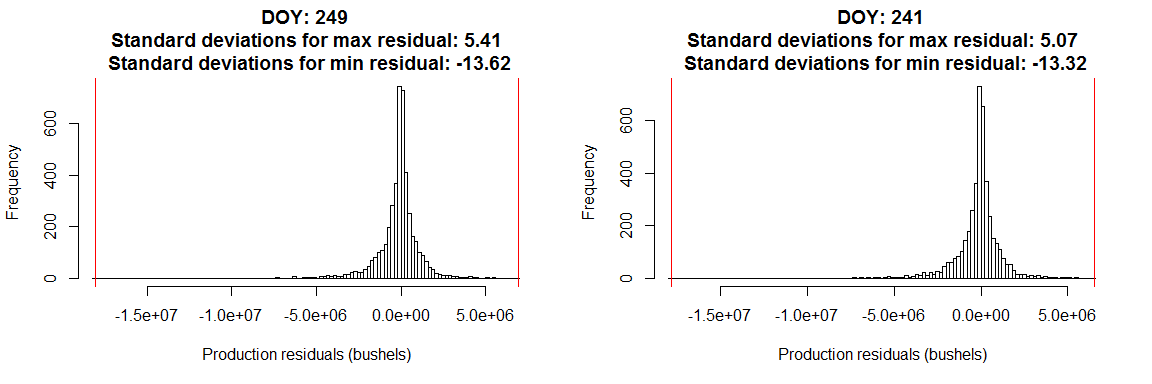 DOY: 249
Standard deviations for max residual: 5.41
Standard deviations for min residual: -13.62
Frequency
0
200
400
600
-1.5e+07 -1.0e+07 -5.0e+06 0.0e+00 5.0e+06
Production residuals (bushels)
DOY: 241
Standard deviations for max residual: 5.07
Standard deviations for min residual: -13.32
Frequency
0
200
400
600
-1.5e+07 -1.0e+07 -5.0e+06 0.0e+00 5.0e+06
Production residuals (bushels)